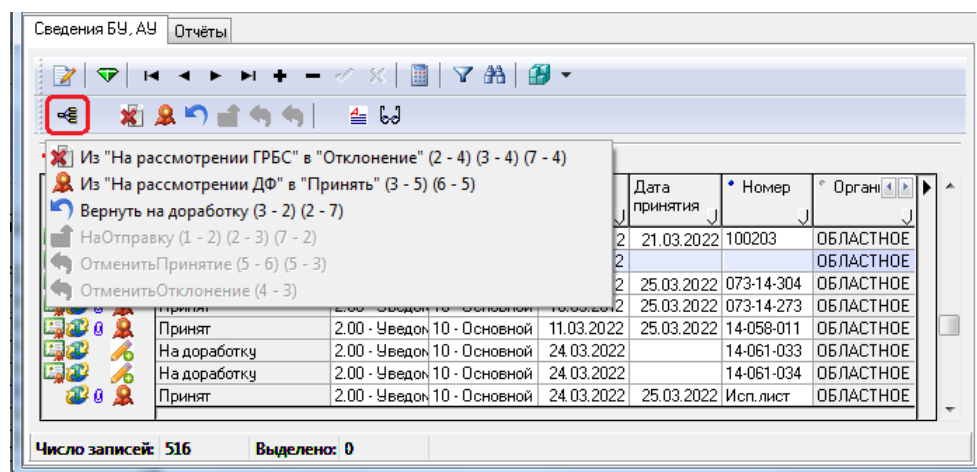 Сведения БУ, АУ Отчёты
Из "На рассмотрении ГРБС" в "Отклонение" (2 - 4) (3 - 4) (7 - 4)
Из "На рассмотрении ДФ" в "Принять" (3 - 5) (6 - 5)
Вернуть на доработку (3 - 2) (2 - 7)
НаОтправку (1 - 2) (2 - 3) (7 - 2)
ОтменитьПринятие (5 - 6) (5 - 3)
ОтменитьОтклонение (4 - 3)
Дата принятия Номер Органи
2 21.03.2022 100203 ОБЛАСТНОЕ
2 ОБЛАСТНОЕ
2 25.03.2022 073-14-304 ОБЛАСТНОЕ
25.03.2022 073-14-273 ОБЛАСТНОЕ
Принят 2.00 - Уведом 10 - Основной 11.03.2022 25.03.2022 14-058-011 ОБЛАСТНОЕ
На доработку 2.00 - Уведом 10 - Основной 24.03.2022 14-061-033 ОБЛАСТНОЕ
На доработку 2.00 - Уведом 10 - Основной 24.03.2022 14-061-034 ОБЛАСТНОЕ
Принят 2.00 - Уведом 10 - Основной 24.03.2022 25.03.2022 Исп.лист ОБЛАСТНОЕ
Число записей: 516 Выделено: 0